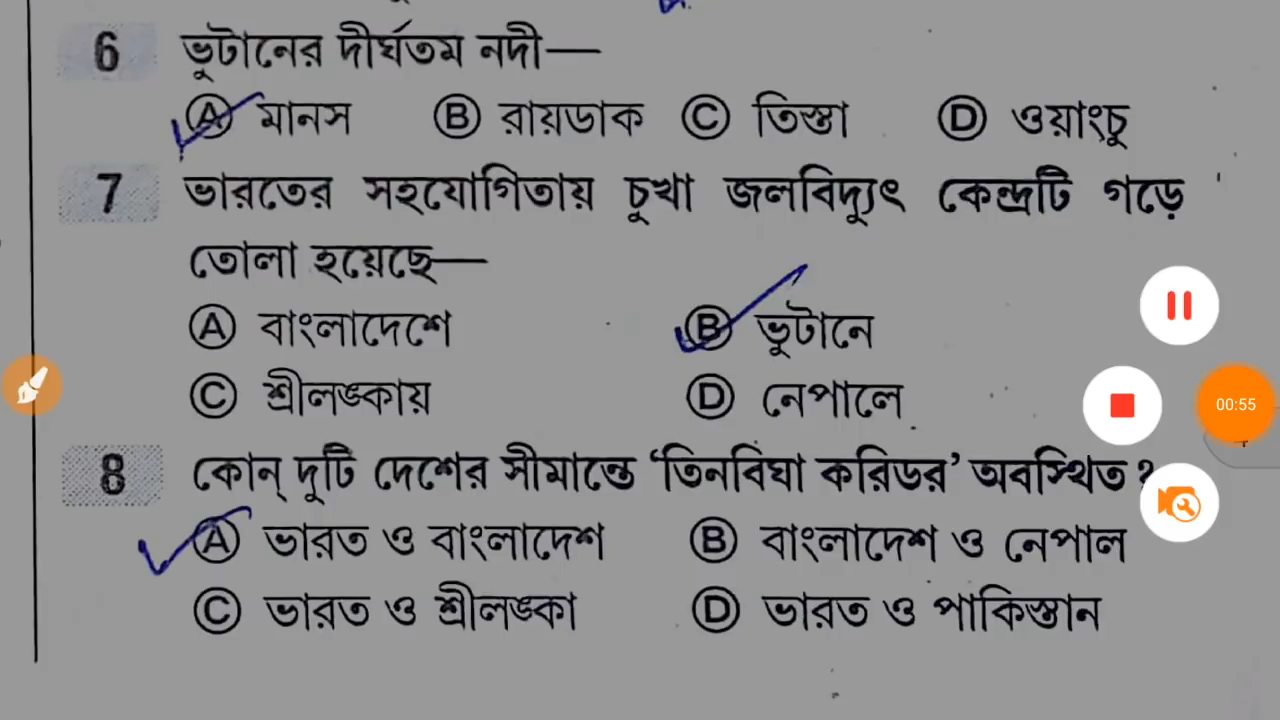 6 ভুটানের দীর্ঘতম নদী—
Ⓐ মানস Ⓑ রায়ডাক Ⓒ তিস্তা Ⓓ ওয়াংচু
7 ভারতের সহযোগিতায় চুখা জলবিদ্যুৎ কেন্দ্রটি গড়ে
তোলা হয়েছে—
Ⓐ বাংলাদেশে Ⓑ ভুটানে
Ⓒ শ্রীলঙ্কায় Ⓓ নেপালে
00:55
8 কোন্ দুটি দেশের সীমান্তে ‘তিনবিঘা করিডর’ অবস্থিত ?
Ⓐ ভারত ও বাংলাদেশ Ⓑ বাংলাদেশ ও নেপাল
Ⓒ ভারত ও শ্রীলঙ্কা Ⓓ ভারত ও পাকিস্তান